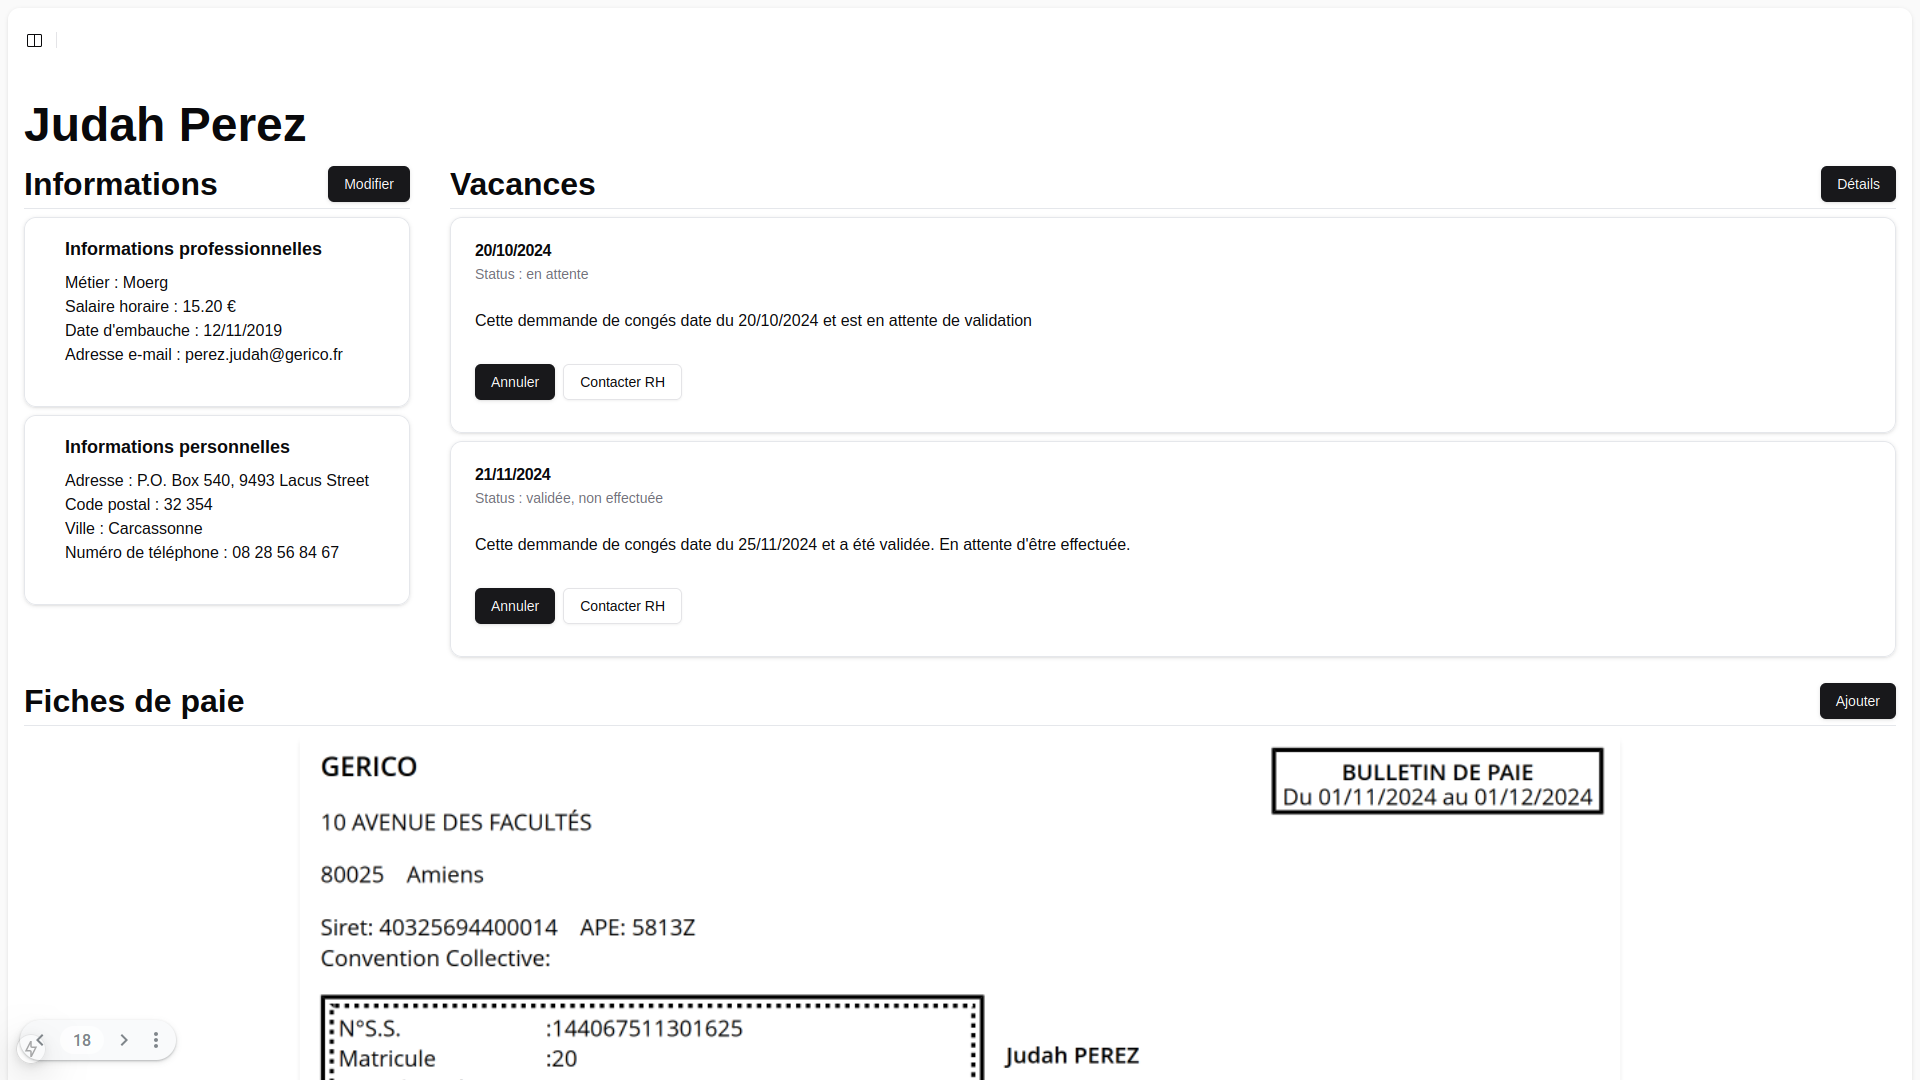 Judah Perez
Informations
Modifier
Informations professionnelles
Métier : Moerg
Salaire horaire : 15.20 €
Date d'embauche : 12/11/2019
Adresse e-mail : perez.judah@gerico.fr
Informations personnelles
Adresse : P.O. Box 540, 9493 Lacus Street
Code postal : 32 354
Ville : Carcassonne
Numéro de téléphone : 08 28 56 84 67
Vacances
Détails
20/10/2024
Status : en attente
Cette demmande de congés date du 20/10/2024 et est en attente de validation
Annuler
Contacter RH
21/11/2024
Status : validée, non effectuée
Cette demmande de congés date du 25/11/2024 et a été validée. En attente d'être effectuée.
Annuler
Contacter RH
Fiches de paie
Ajouter
GERICO
BULLETIN DE PAIE
Du 01/11/2024 au 01/12/2024
10 AVENUE DES FACULTÉS
80025 Amiens
Siret: 40325694400014 APE: 5813Z
Convention Collective:
N°S.S. :144067511301625
Matricule :20
Judah PEREZ
18